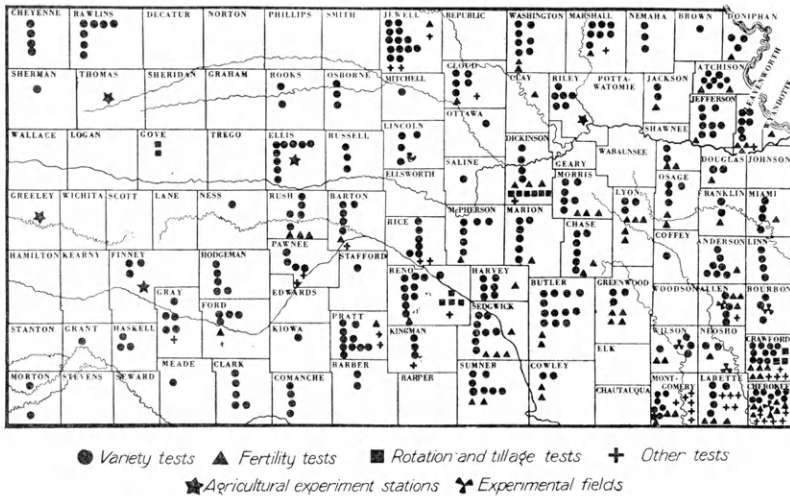 CHEYENNE RAWLINS DECATUR NORTON PHILLIPS SMITH JEWELL REPUBLIC WASHINGTON MARSHALL NEMAHA BROWN DONIPHAN
SHERMAN THOMAS SHERIDAN GRAHAM ROOKS OSBORNE MITCHELL CLOUD CLAY RILEY POTTA- JACKSON ATCHISON
WATOMIE
JEFFERSON LEAVENWORTH
OTTAWA
WALLACE LOGAN GOVE TREGO ELLIS RUSSELL LINCOLN DICKINSON SHAWNEE
SALINE GEARY WABAUNSEE DOUGLAS JOHNSON
ELLSWORTH MORRIS OSAGE
GREELEY WICHITA SCOTT LANE NESS RUSH BARTON McPHERSON MARION LYON FRANKLIN MIAMI
RICE CHASE COFFEY
PAWNEE ANDERSON LINN
HAMILTON KEARNY FINNEY HODGEMAN STAFFORD RENO HARVEY
GRAY EDWARDS BUTLER GREENWOOD WOODSON ALLEN BOURBON
FORD SEDGWICK
STANTON GRANT HASKELL KIOWA PRATT KINGMAN WILSON NEOSHO CRAWFORD
ELK
MEADE CLARK BARBER SUMNER COWLEY
MORTON STEVENS SEWARD COMANCHE HARPER CHAUTAUQUA MONT- LABETTE CHEROKEE
GOMERY
Variety tests Fertility tests Rotation and tillage tests Other tests
Agricultural experiment stations Expenmental fields